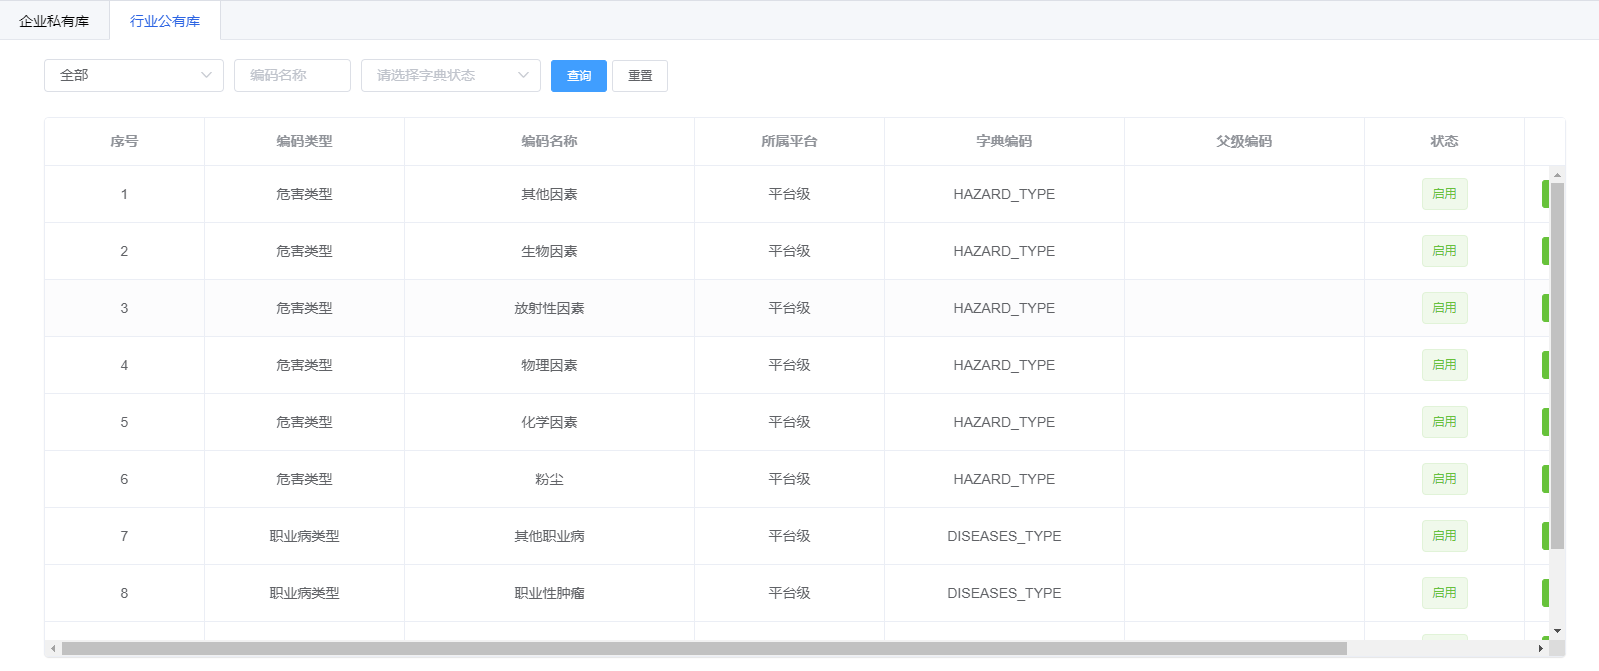 企业私有库 行业公有库
全部 编码名称 请选择字典状态 查询 重置
序号 编码类型 编码名称 所属平台 字典编码 父级编码 状态
1 危害类型 其他因素 平台级 HAZARD_TYPE 启用
2 危害类型 生物因素 平台级 HAZARD_TYPE 启用
3 危害类型 放射性因素 平台级 HAZARD_TYPE 启用
4 危害类型 物理因素 平台级 HAZARD_TYPE 启用
5 危害类型 化学因素 平台级 HAZARD_TYPE 启用
6 危害类型 粉尘 平台级 HAZARD_TYPE 启用
7 职业病类型 其他职业病 平台级 DISEASES_TYPE 启用
8 职业病类型 职业性肿瘤 平台级 DISEASES_TYPE 启用